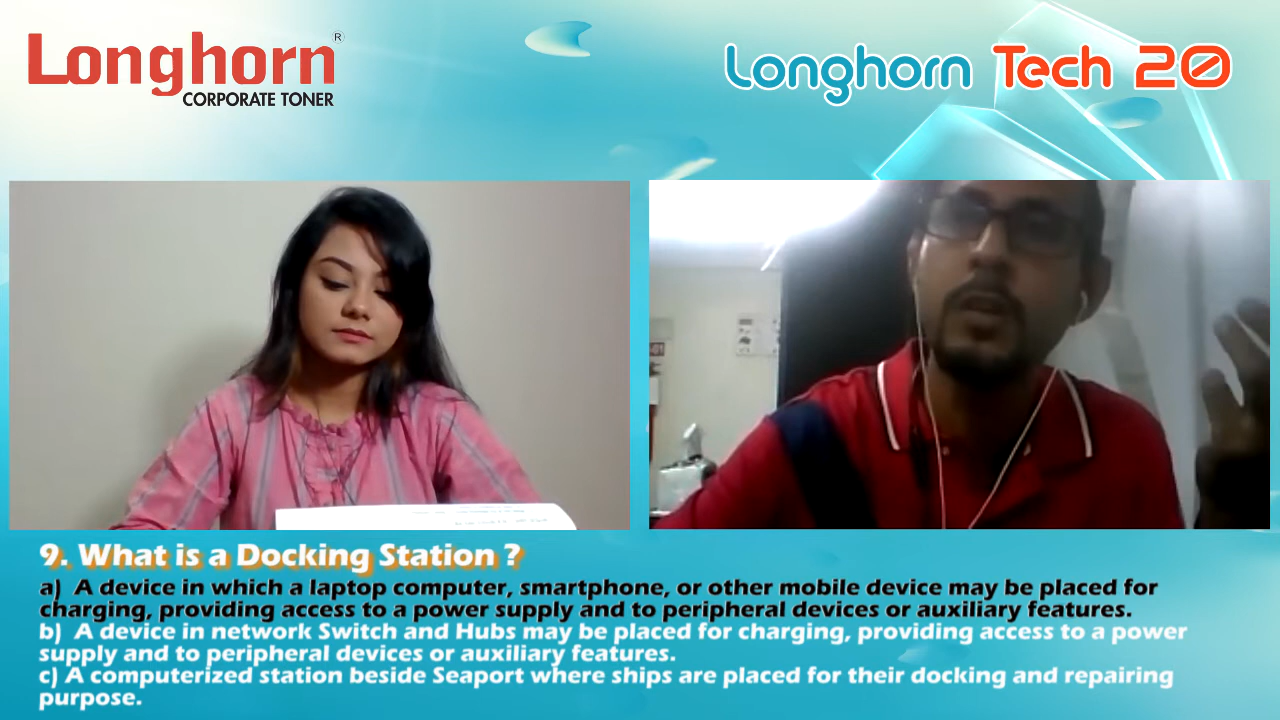 Longhorn®
CORPORATE TONER
Longhorn Tech 20
9. What is a Docking Station ?
a) A device in which a laptop computer, smartphone, or other mobile device may be placed for
charging, providing access to a power supply and to peripheral devices or auxiliary features.
b) A device in network Switch and Hubs may be placed for charging, providing access to a power
supply and to peripheral devices or auxiliary features.
c) A computerized station beside Seaport where ships are placed for their docking and repairing
purpose.